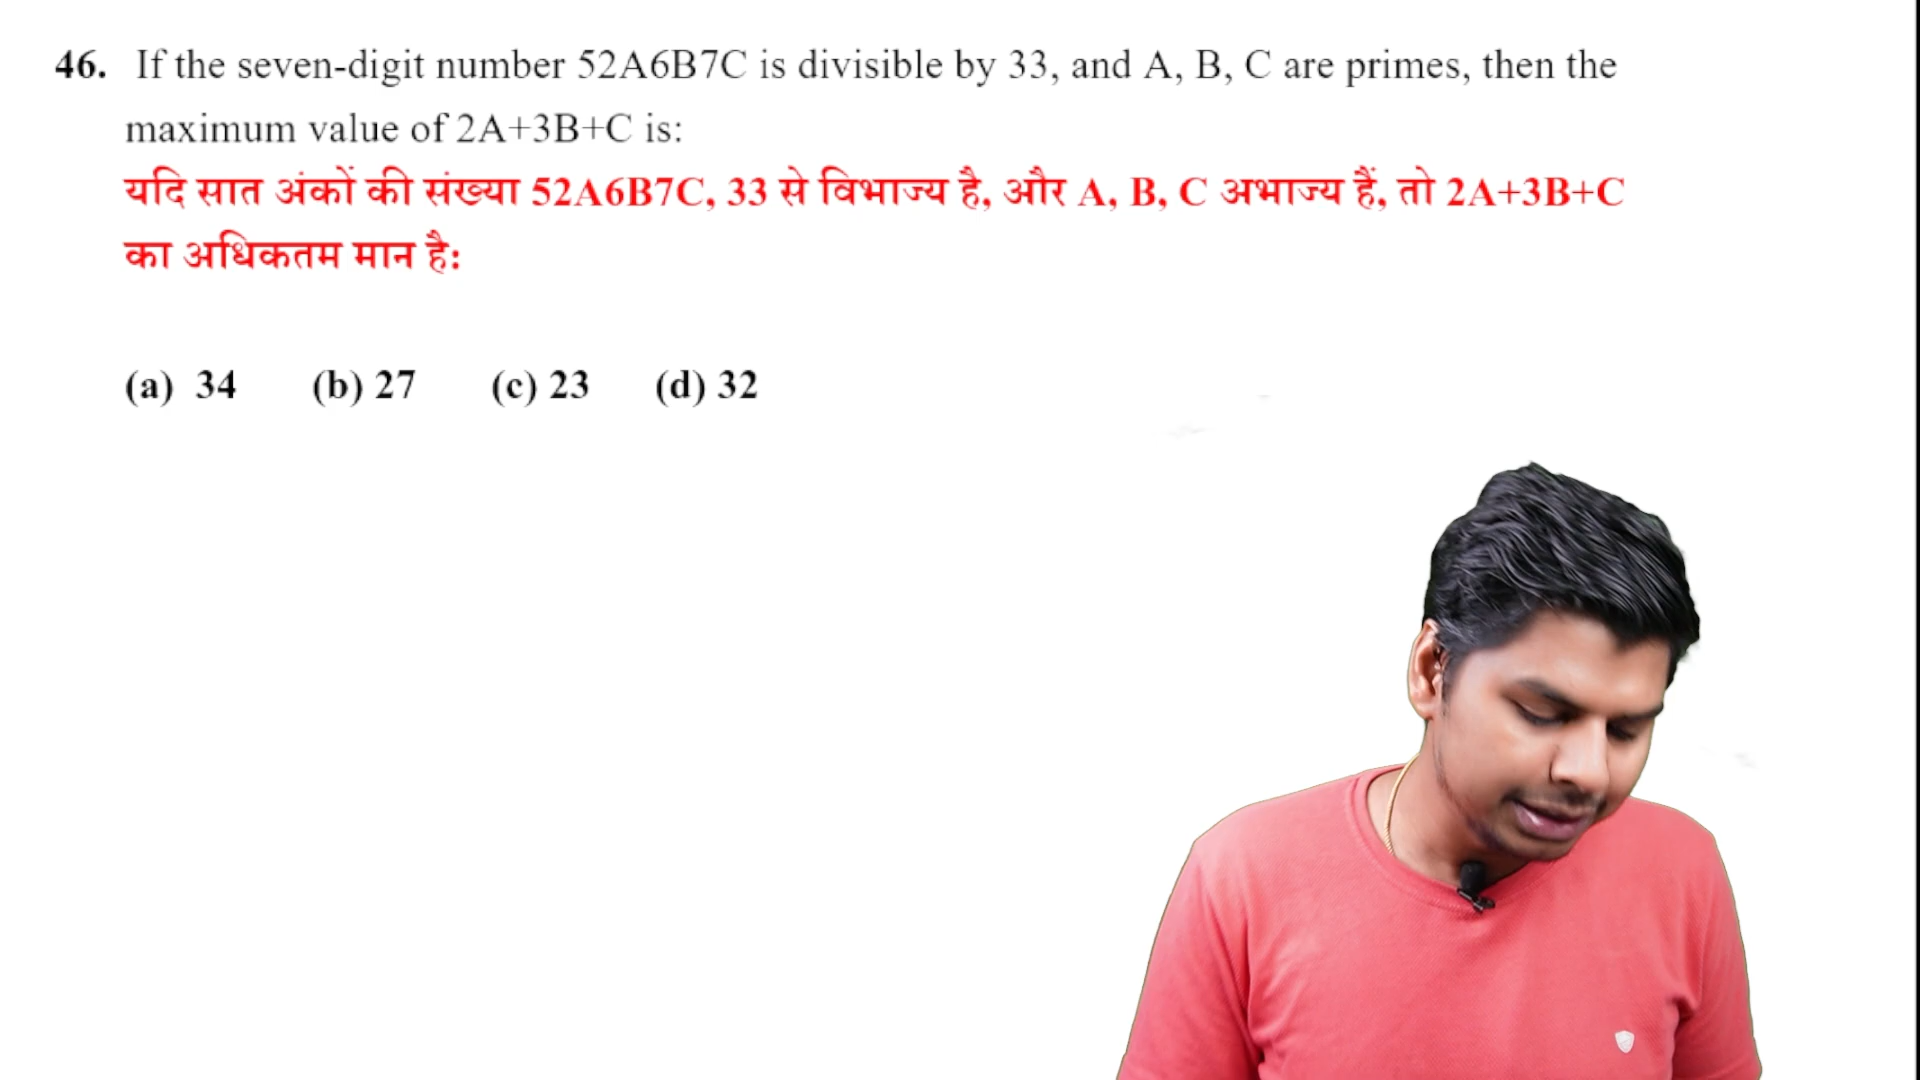 46. If the seven-digit number 52A6B7C is divisible by 33, and A, B, C are primes, then the
maximum value of 2A+3B+C is:
यदि सात अंकों की संख्या 52A6B7C, 33 से विभाज्य है, और A, B, C अभाज्य हैं, तो 2A+3B+C
का अधिकतम मान है:
(a) 34 (b) 27 (c) 23 (d) 32